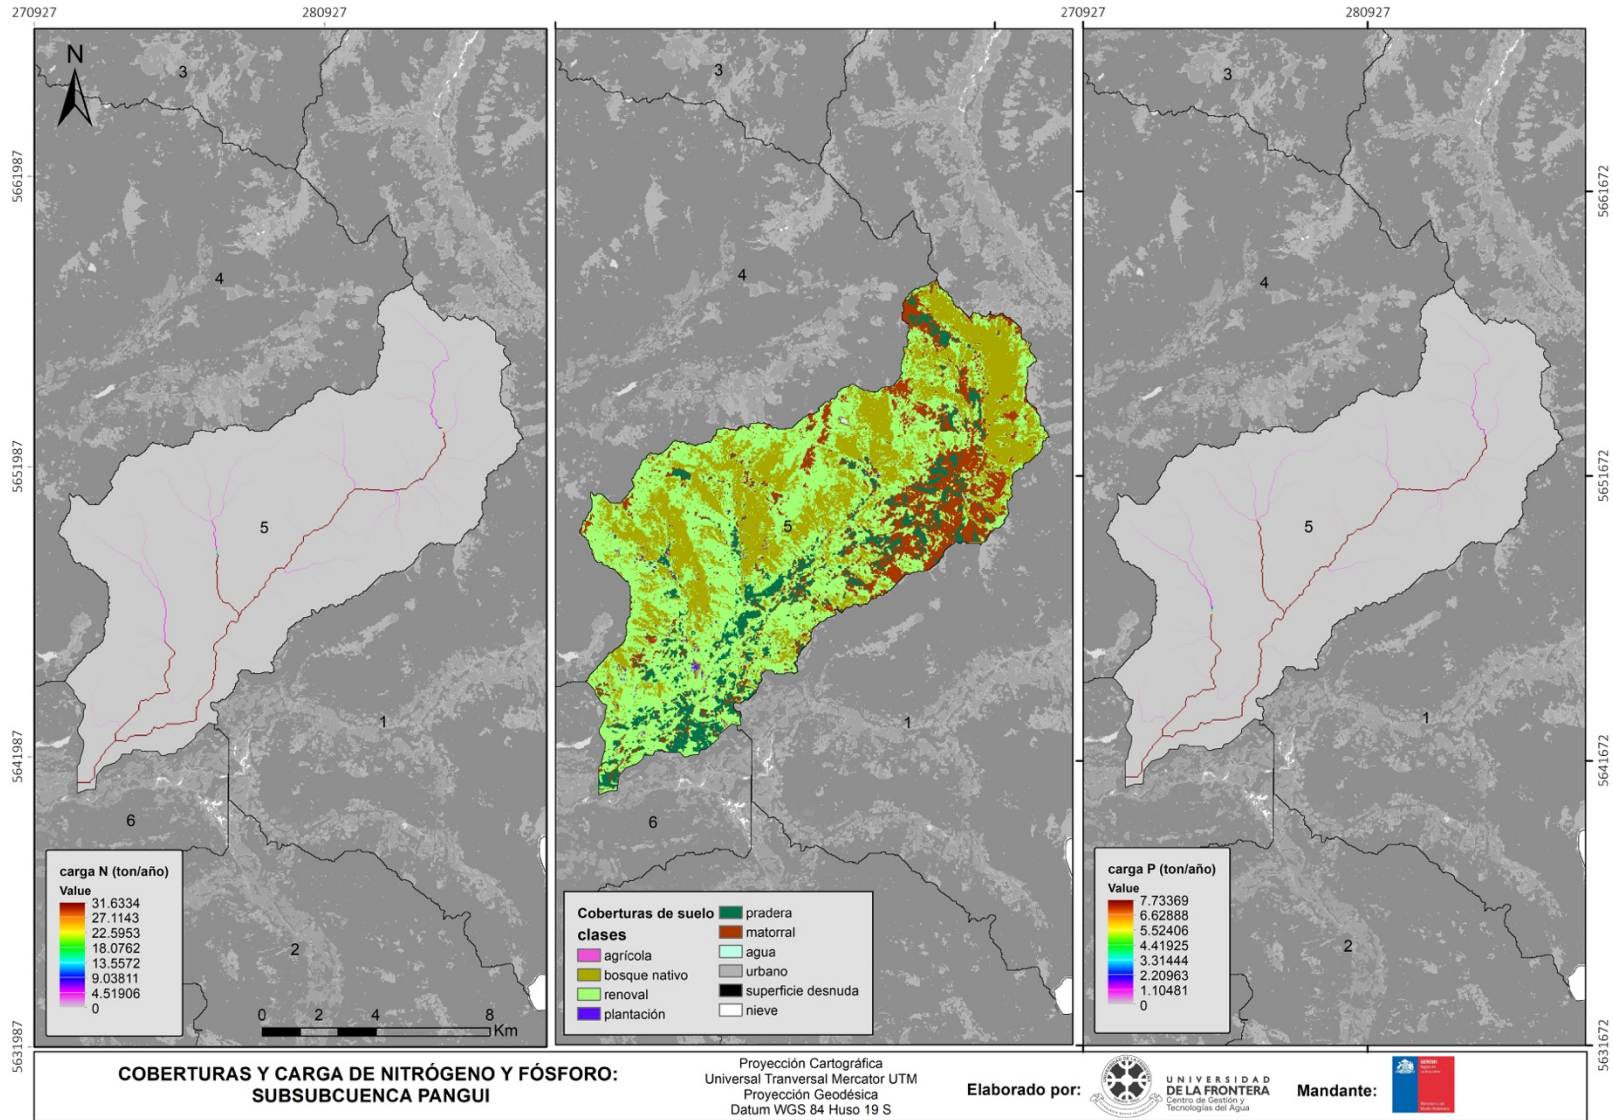 270927
280927
270927
280927
N
3
3
3
5661987
5661672
4
4
4
5651987
5651672
5
5
5
1
1
1
5641987
5641672
6
6
2
2
carga N (ton/año)
Value
31.6334
27.1143
22.5953
18.0762
13.5572
9.03811
4.51906
0
0 2 4 8
Km
Coberturas de suelo
clases
agrícola
bosque nativo
renoval
plantación
pradera
matorral
agua
urbano
superficie desnuda
nieve
carga P (ton/año)
Value
7.73369
6.62888
5.52406
4.41925
3.31444
2.20963
1.10481
0
5631987
5631672
COBERTURAS Y CARGA DE NITRÓGENO Y FÓSFORO:
SUBSUBCUENCA PANGUI
Proyección Cartográfica
Universal Tranversal Mercator UTM
Proyección Geodésica
Datum WGS 84 Huso 19 S
Elaborado por:
UNIVERSIDAD
DE LA FRONTERA
Centro de Gestión y
Tecnologías del Agua
Mandante:
SEREMI